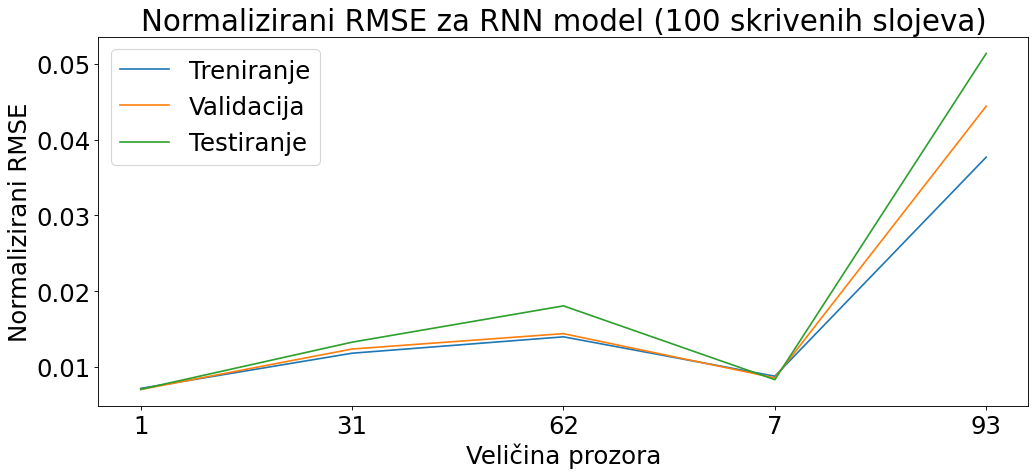 Normalizirani RMSE za RNN model (100 skrivenih slojeva)
Treniranje
Validacija
Testiranje
Normalizirani RMSE
0.05
0.04
0.03
0.02
0.01
1 31 62 7 93
Veličina prozora